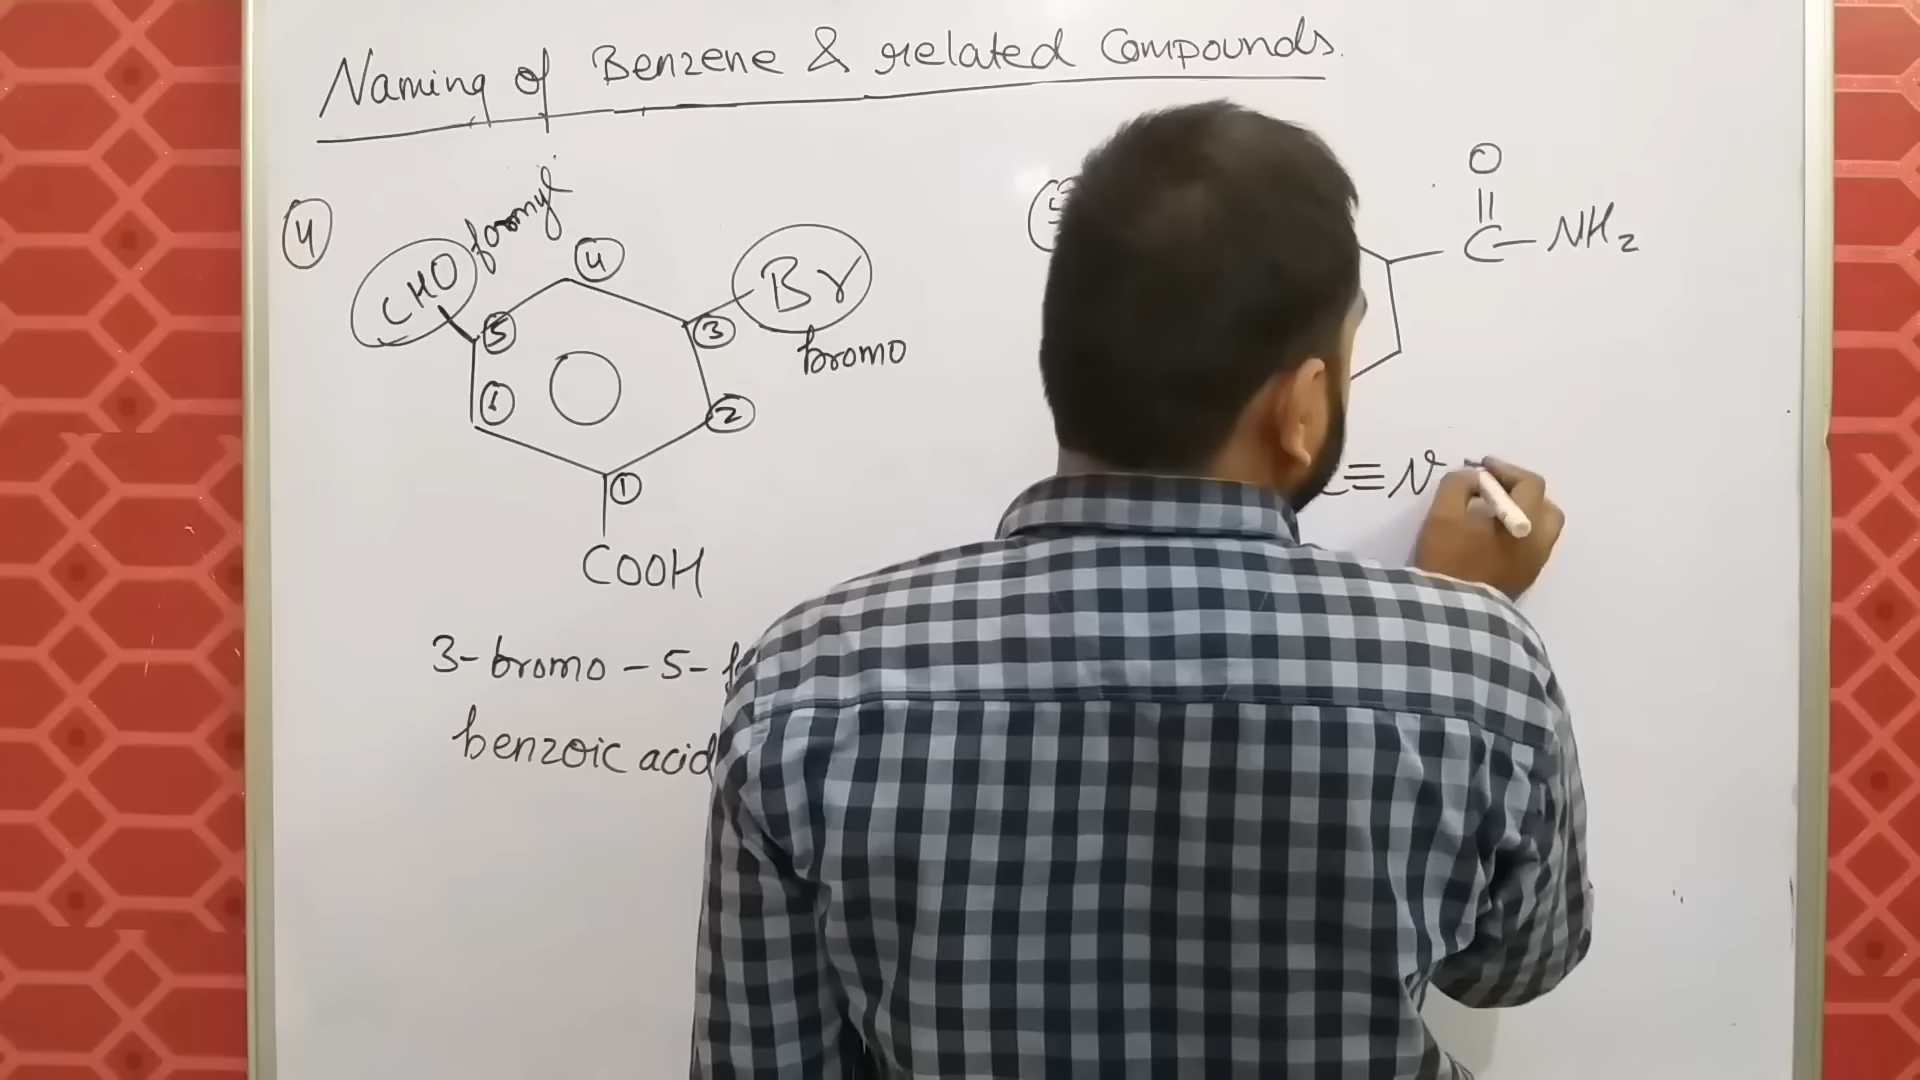 Naming of Benzene & related Compounds.
4
CHO formyl
4
Br
bromo
5
3
1
2
1
COOH
3-bromo-5-
benzoic acid
5
O
C-NH2
≡N